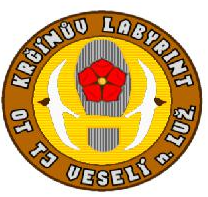 KRČÍNŮV LABYRINT
OT TJ VESELÍ n. LUŽ.